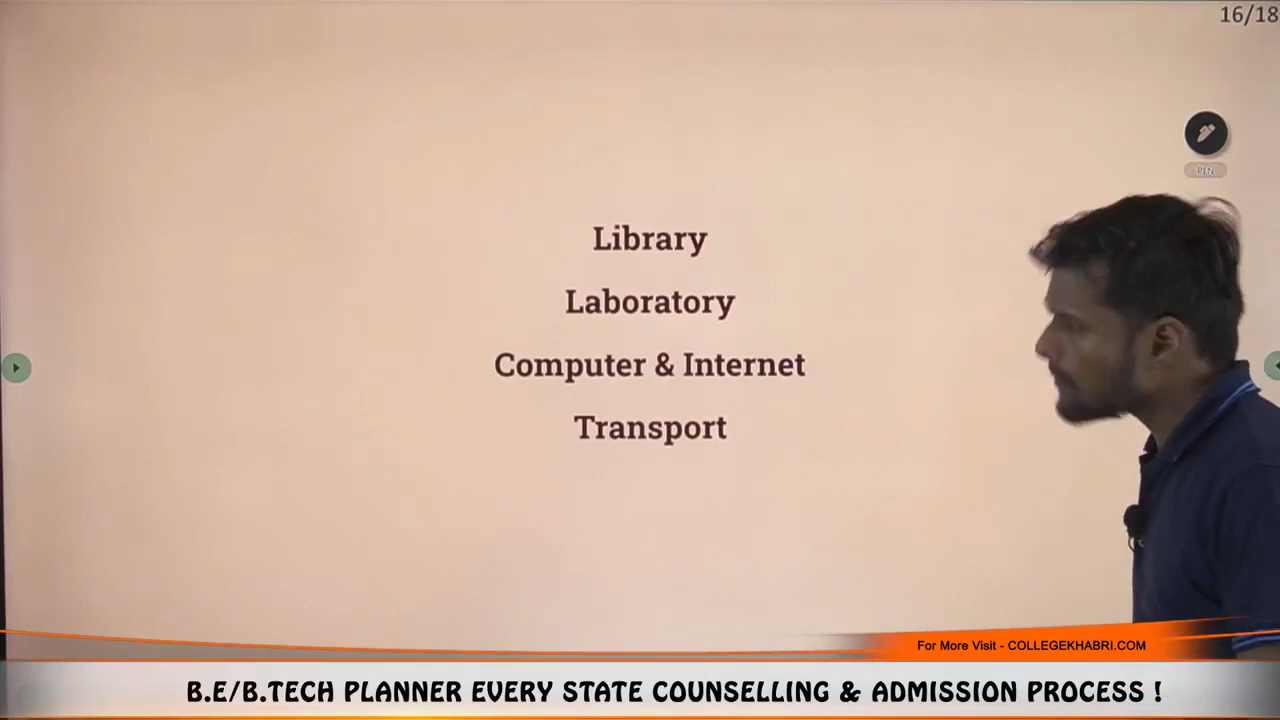 16/18
PEN
Library
Laboratory
Computer & Internet
Transport
For More Visit - COLLEGEKHABRI.COM
B.E/B.TECH PLANNER EVERY STATE COUNSELLING & ADMISSION PROCESS !